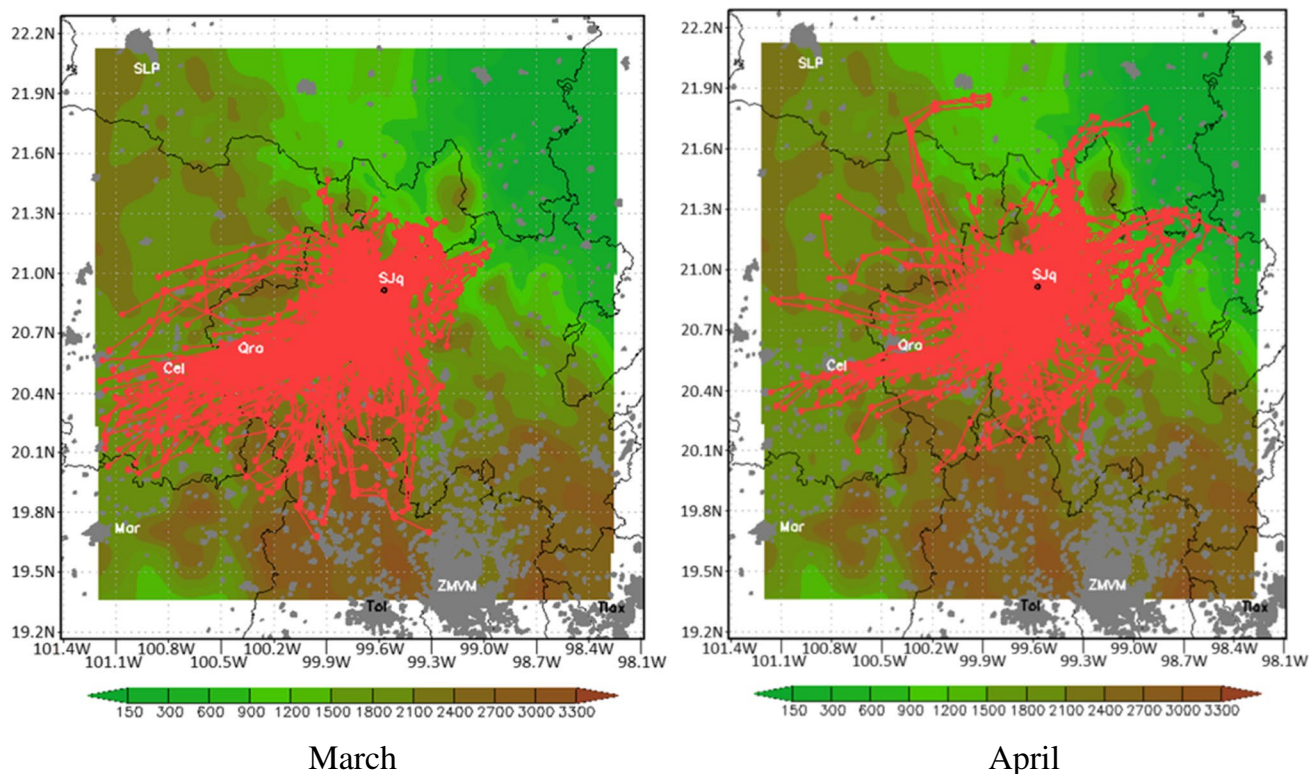 22.2N
21.9N
21.6N
21.3N
21.0N
20.7N
20.4N
20.1N
19.8N
19.5N
19.2N
SLP
SJq
Qro
Cel
Mor
ZMVM
Tol
Tlax
101.4W 101.1W 100.8W 100.5W 100.2W 99.9W 99.6W 99.3W 99.0W 98.7W 98.4W 98.1W
150 300 600 900 1200 1500 1800 2100 2400 2700 3000 3300
March
22.2N
21.9N
21.6N
21.3N
21.0N
20.7N
20.4N
20.1N
19.8N
19.5N
19.2N
SLP
SJq
Qro
Cel
Mor
ZMVM
Tol
Tlax
101.4W 101.1W 100.8W 100.5W 100.2W 99.9W 99.6W 99.3W 99.0W 98.7W 98.4W 98.1W
150 300 600 900 1200 1500 1800 2100 2400 2700 3000 3300
April